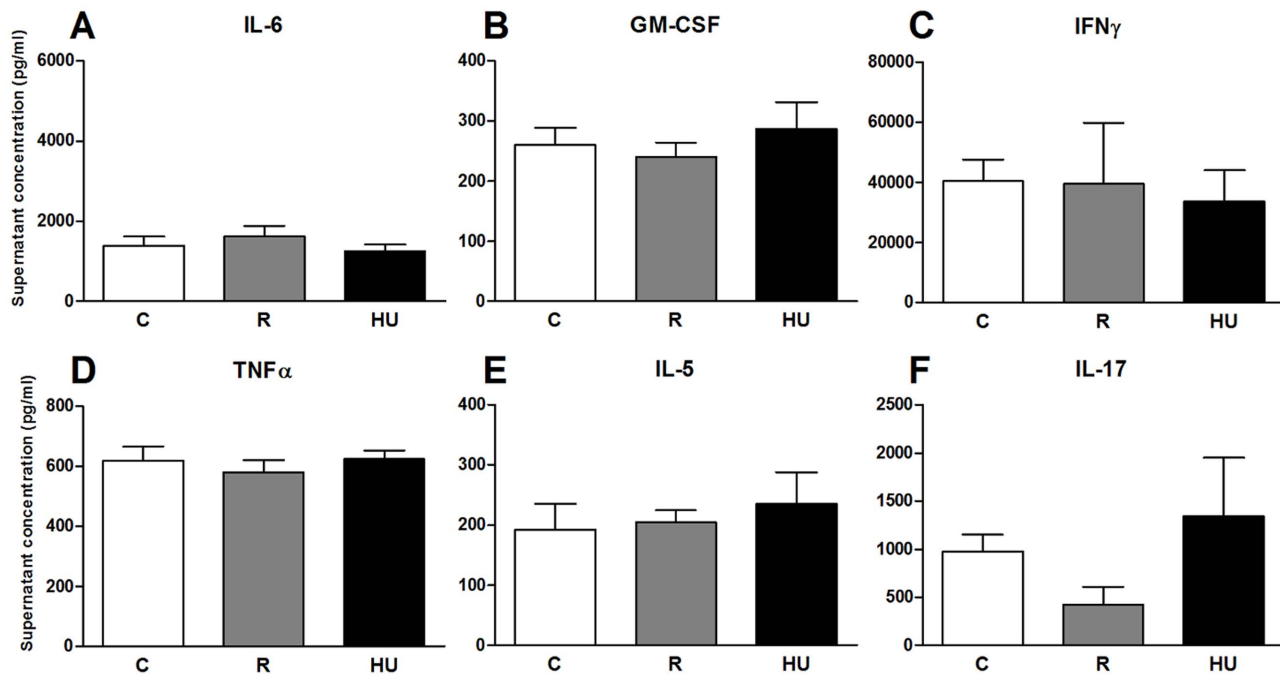 A
IL-6
Supernatant concentration (pg/ml)
6000
4000
2000
0
C R HU
B
GM-CSF
400
300
200
100
0
C R HU
C
IFNγ
80000
60000
40000
20000
0
C R HU
D
TNFα
Supernatant concentration (pg/ml)
800
600
400
200
0
C R HU
E
IL-5
400
300
200
100
0
C R HU
F
IL-17
2500
2000
1500
1000
500
0
C R HU